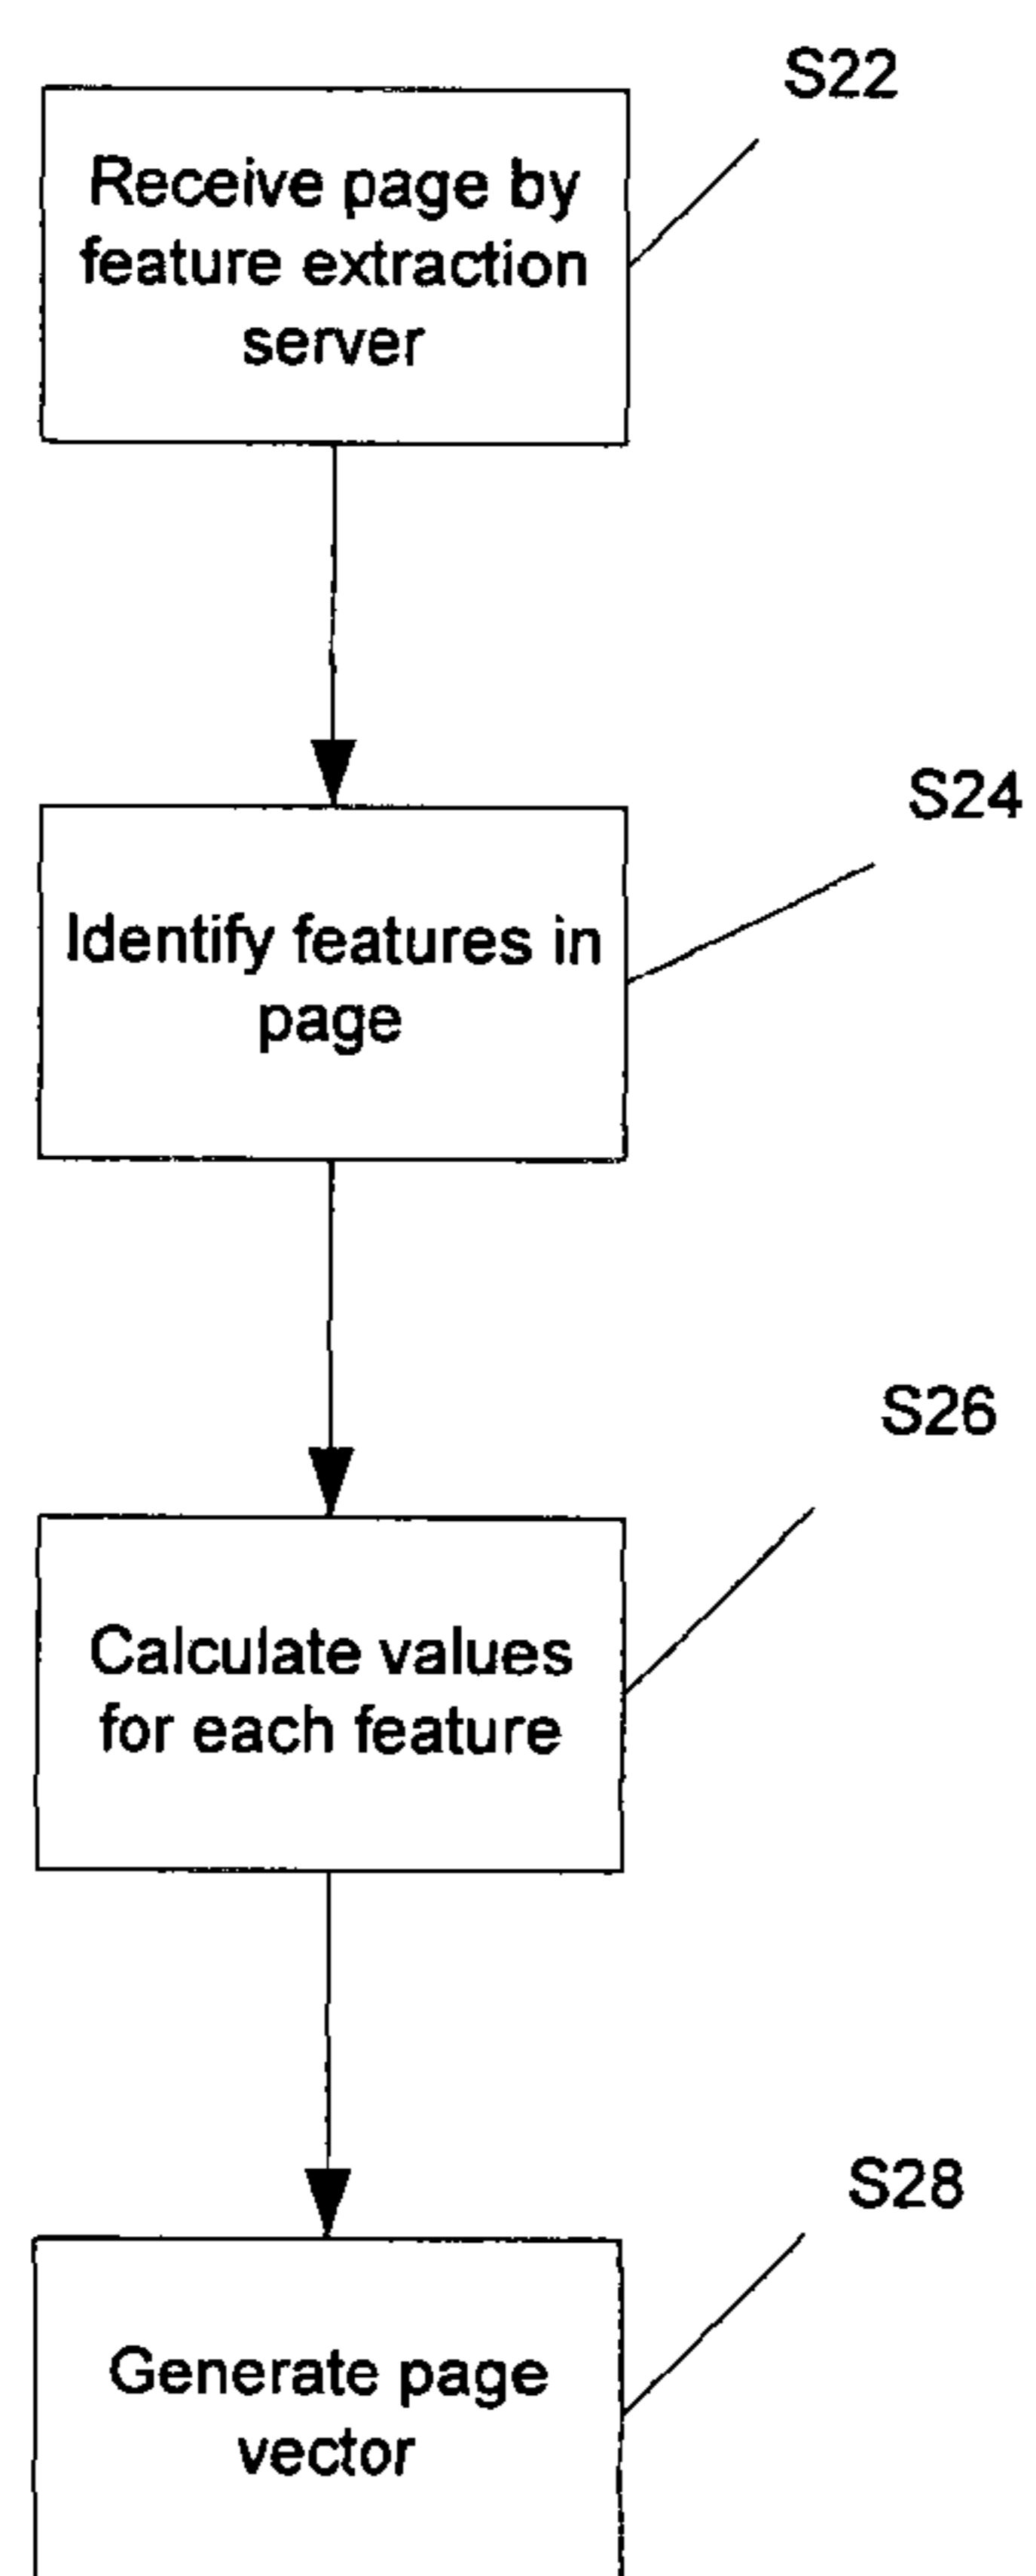 S22
Receive page by
feature extraction
server
S24
Identify features in
page
S26
Calculate values
for each feature
S28
Generate page
vector